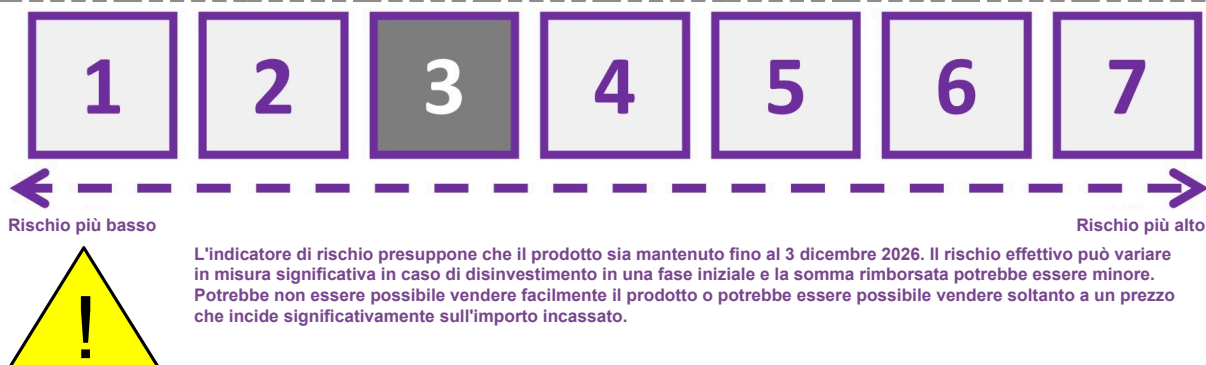 1 2 3 4 5 6 7
Rischio più basso Rischio più alto
L'indicatore di rischio presuppone che il prodotto sia mantenuto fino al 3 dicembre 2026. Il rischio effettivo può variare
in misura significativa in caso di disinvestimento in una fase iniziale e la somma rimborsata potrebbe essere minore.
Potrebbe non essere possibile vendere facilmente il prodotto o potrebbe essere possibile vendere soltanto a un prezzo
che incide significativamente sull'importo incassato.
!